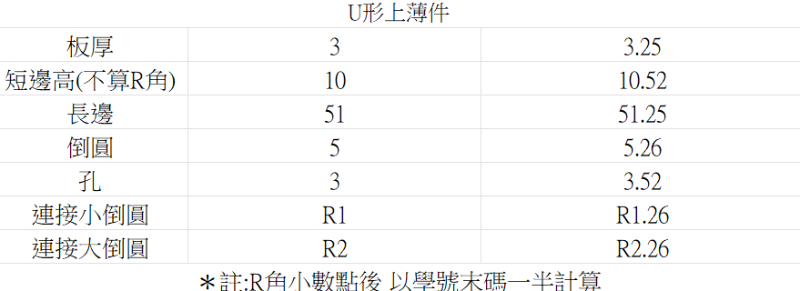 U形上薄件
板厚 3 3.25
短邊高(不算R角) 10 10.52
長邊 51 51.25
倒圓 5 5.26
孔 3 3.52
連接小倒圓 R1 R1.26
連接大倒圓 R2 R2.26
＊註:R角小數點後 以學號末碼一半計算